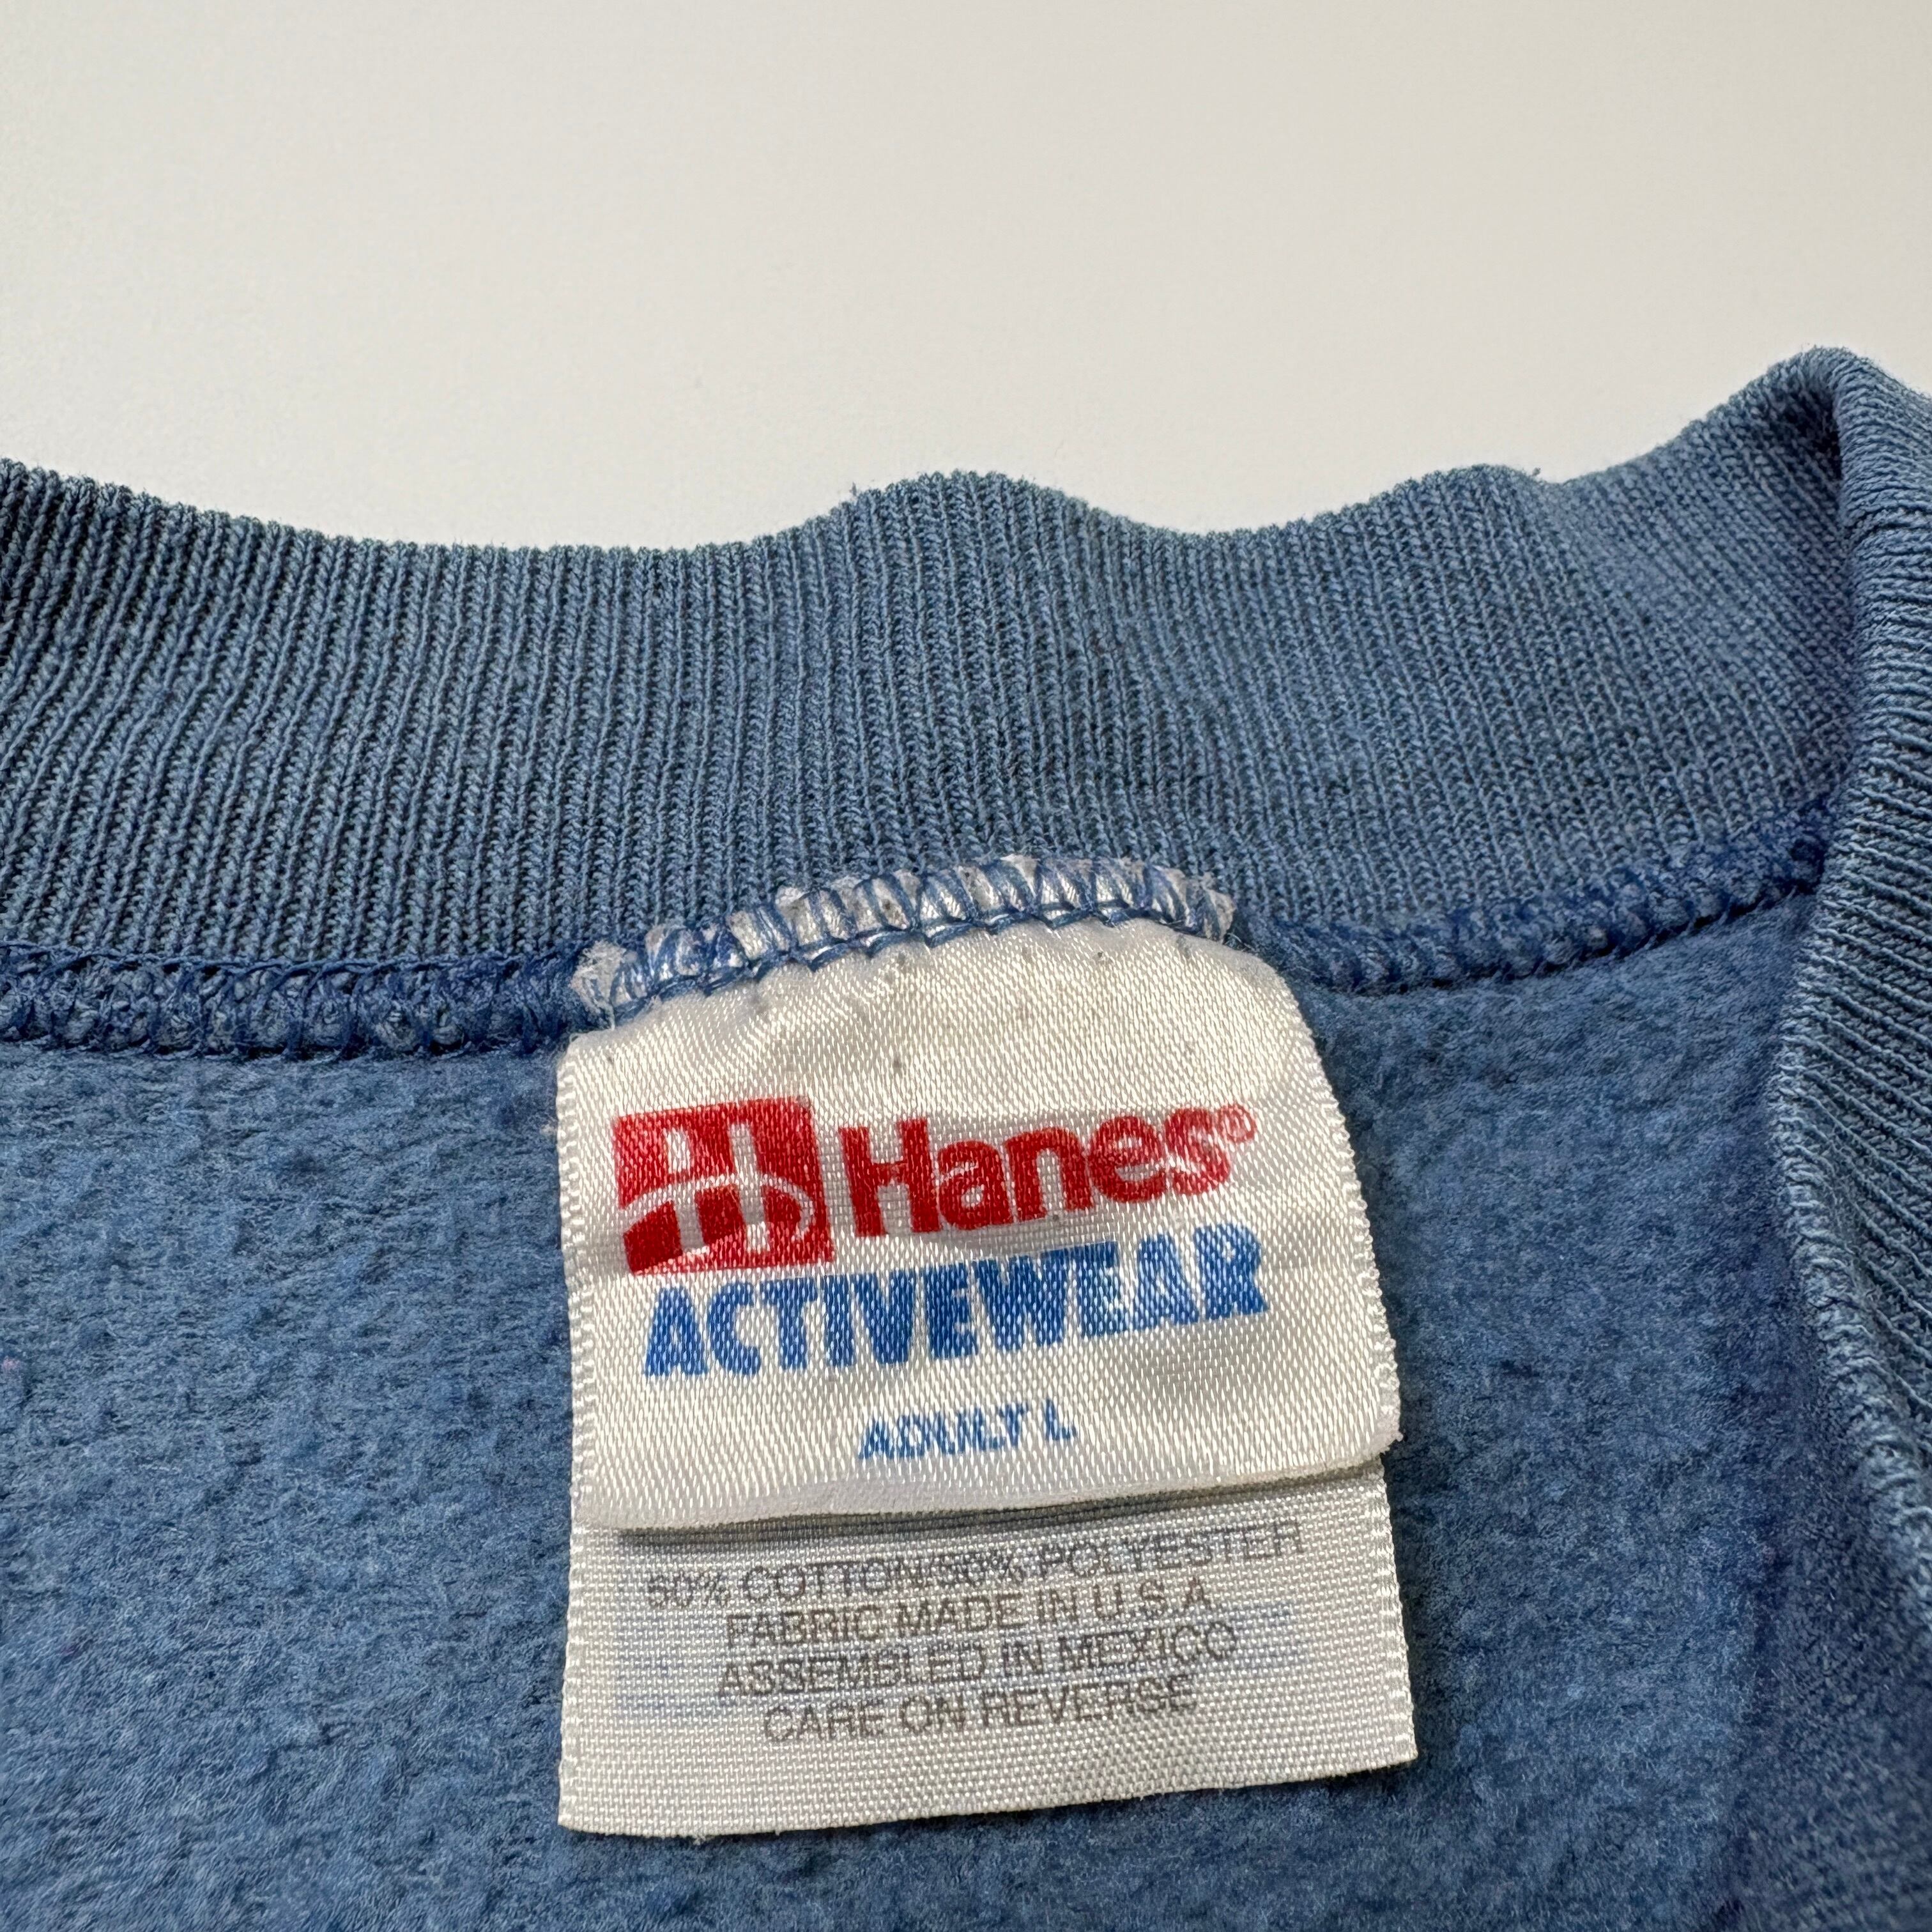 Hanes®
ACTIVEWEAR
ADULT L
50% COTTON/50% POLYESTER
FABRIC MADE IN U.S.A
ASSEMBLED IN MEXICO
CARE ON REVERSE